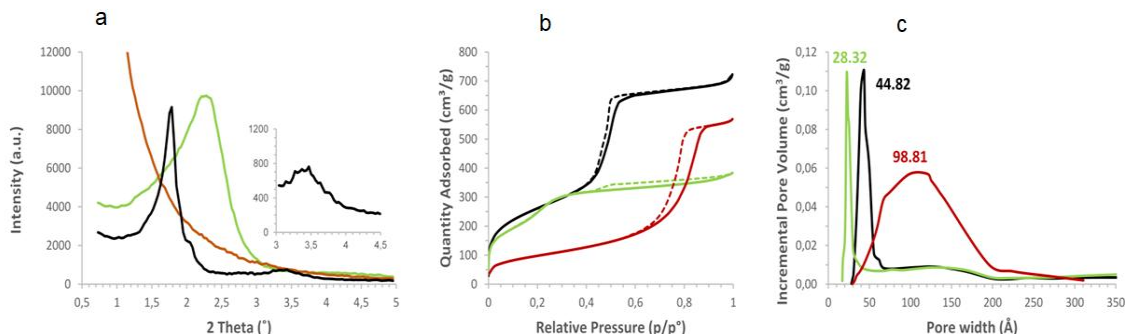 a
Intensity (a.u.)
12000
10000
8000
6000
4000
2000
0
0,5 1 1,5 2 2,5 3 3,5 4 4,5 5
2 Theta (˚)
1200
800
400
0
3 3.5 4 4.5
b
Quantity Adsorbed (cm³/g)
800
700
600
500
400
300
200
100
0
0 0,2 0,4 0,6 0,8 1
Relative Pressure (p/p°)
c
Incremental Pore Volume (cm³/g)
0,12
0,10
0,08
0,06
0,04
0,02
0,00
0 50 100 150 200 250 300 350
Pore width (Å)
28.32
44.82
98.81